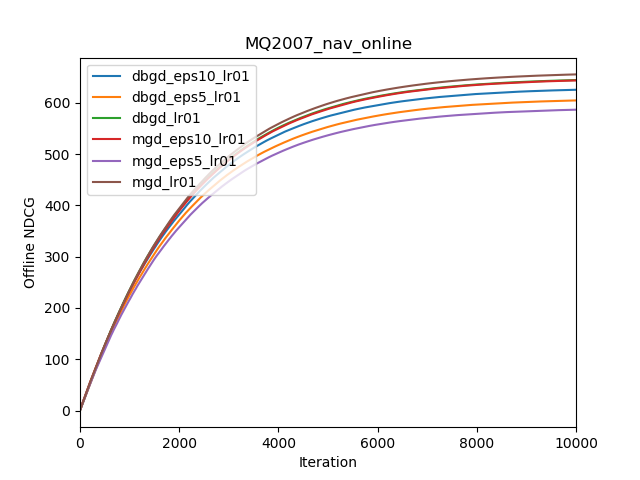 MQ2007_nav_online
dbgd_eps10_lr01
dbgd_eps5_lr01
dbgd_lr01
mgd_eps10_lr01
mgd_eps5_lr01
mgd_lr01
Offline NDCG
600
500
400
300
200
100
0
0 2000 4000 6000 8000 10000
Iteration